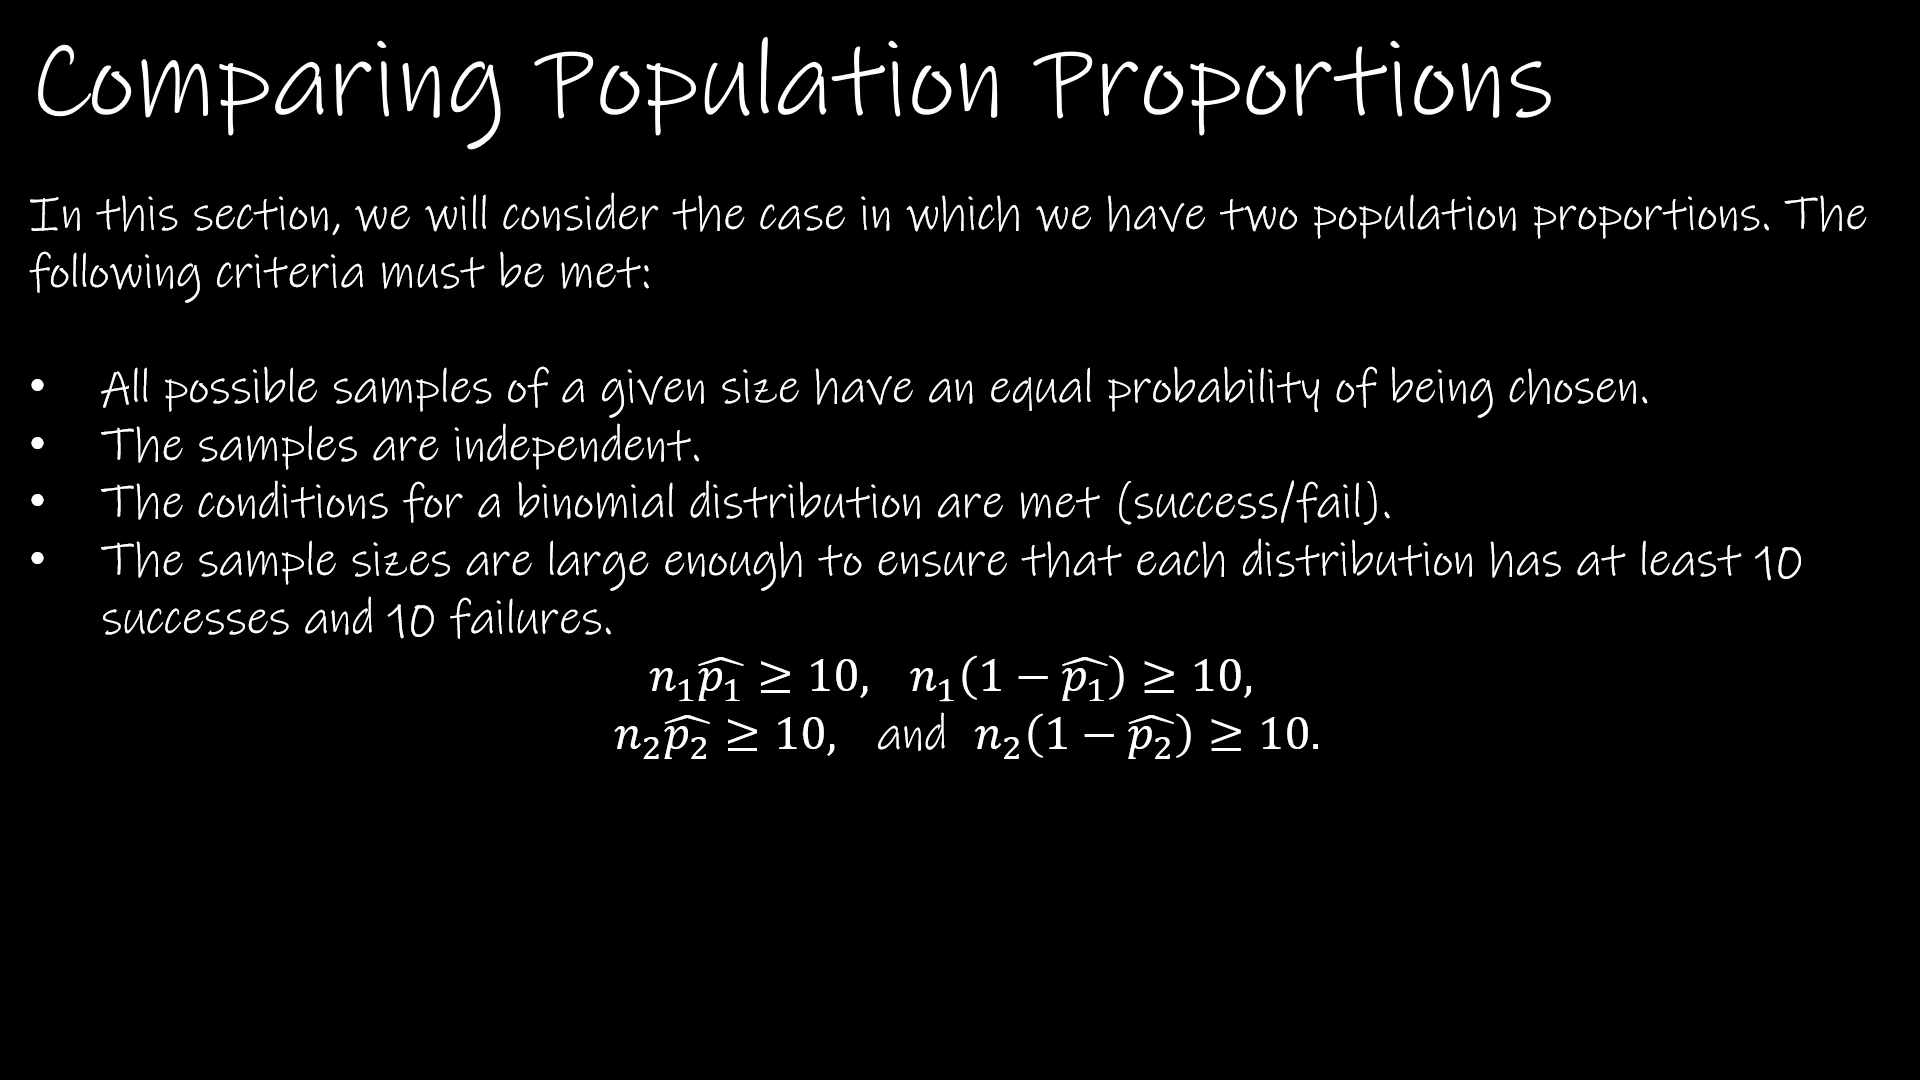 Comparing Population Proportions
In this section, we will consider the case in which we have two population proportions. The
following criteria must be met:
• All possible samples of a given size have an equal probability of being chosen.
• The samples are independent.
• The conditions for a binomial distribution are met (success/fail).
• The sample sizes are large enough to ensure that each distribution has at least 10
successes and 10 failures.
n₁p̂₁ ≥ 10, n₁(1 − p̂₁) ≥ 10,
n₂p̂₂ ≥ 10, and n₂(1 − p̂₂) ≥ 10.